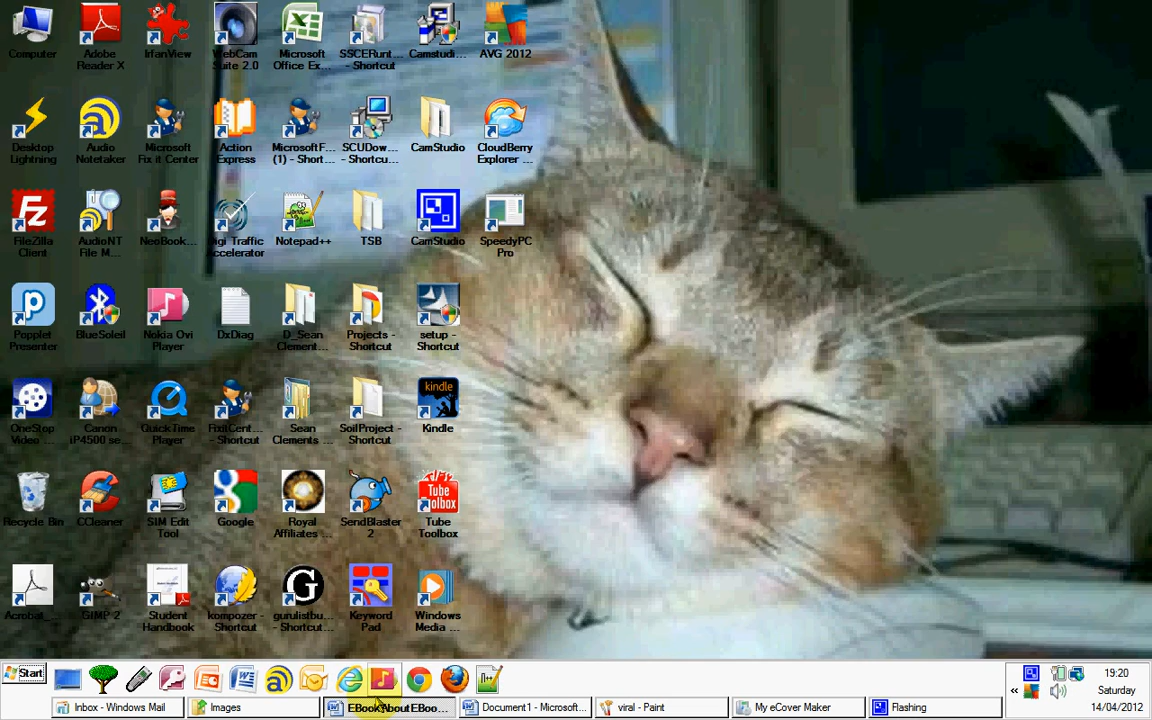 Computer
Adobe
Reader X
IrfanView
WebCam
Suite 2.0
Microsoft
Office Ex...
SSCERunt...
- Shortcut
Camstudi...
AVG 2012
Desktop
Lightning
Audio
Notetaker
Microsoft
Fix it Center
Action
Express
MicrosoftF...
(1) - Short...
SCUDow...
- Shortcu...
CamStudio
CloudBerry
Explorer ...
FileZilla
Client
AudioNT
File M...
NeoBook...
Digi Traffic
Accelerator
Notepad++
TSB
CamStudio
SpeedyPC
Pro
Popplet
Presenter
BlueSoleil
Nokia Ovi
Player
DxDiag
D_Sean
Clement...
Projects -
Shortcut
setup -
Shortcut
OneStop
Video ...
Canon
iP4500 se...
QuickTime
Player
FixitCent...
- Shortcut
Sean
Clements ...
SoilProject -
Shortcut
kindle
Kindle
Recycle Bin
CCleaner
SIM Edit
Tool
Google
Royal
Affiliates ...
SendBlaster
2
Tube
Toolbox
Tube
Toolbox
Acrobat_...
GIMP 2
Student
Handbook
kompozer -
Shortcut
G
gurulistbu...
- Shortcut...
Keyword
Pad
Windows
Media ...
Start
19:20
Saturday
14/04/2012
Inbox - Windows Mail
Images
EBookAboutEBoo...
Document1 - Microsoft...
viral - Paint
My eCover Maker
Flashing